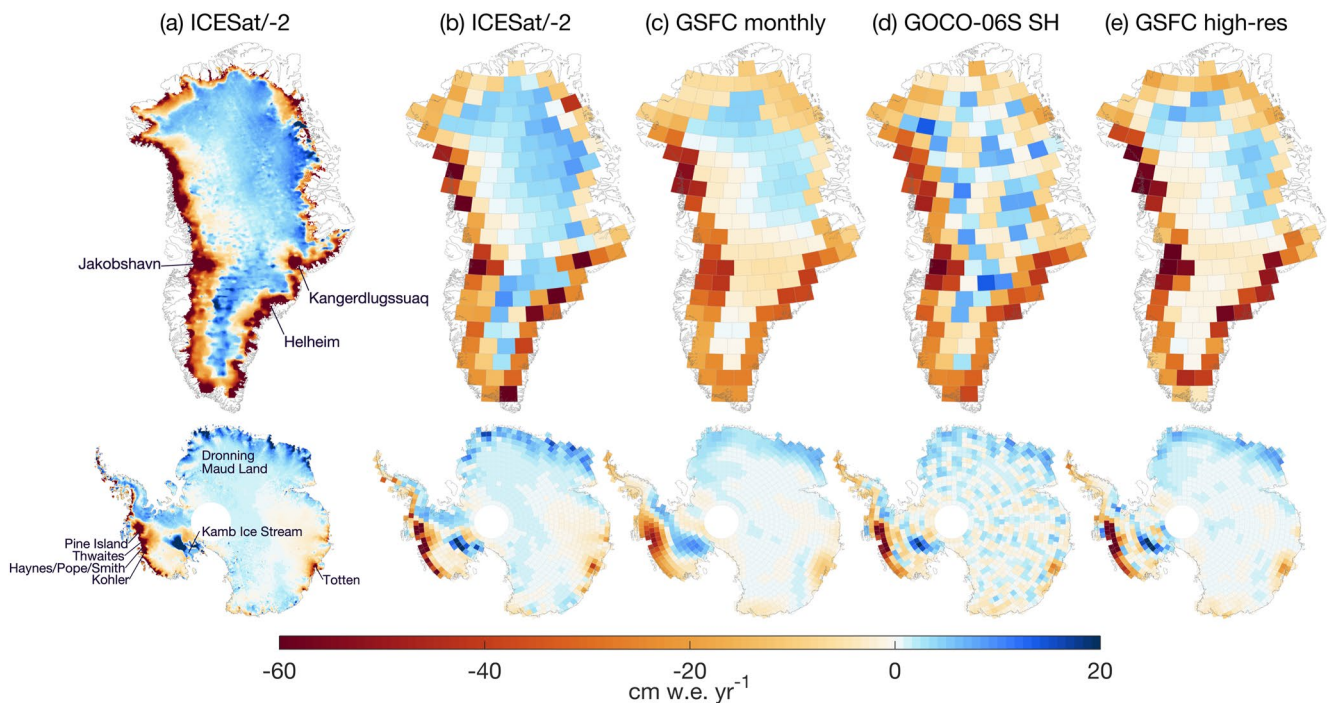 (a) ICESat/-2
(b) ICESat/-2
(c) GSFC monthly
(d) GOCO-06S SH
(e) GSFC high-res
Jakobshavn
Kangerdlugssuaq
Helheim
Dronning
Maud Land
Kamb Ice Stream
Pine Island
Thwaites
Haynes/Pope/Smith
Kohler
Totten
-60
-40
-20
0
20
cm w.e. yr⁻¹